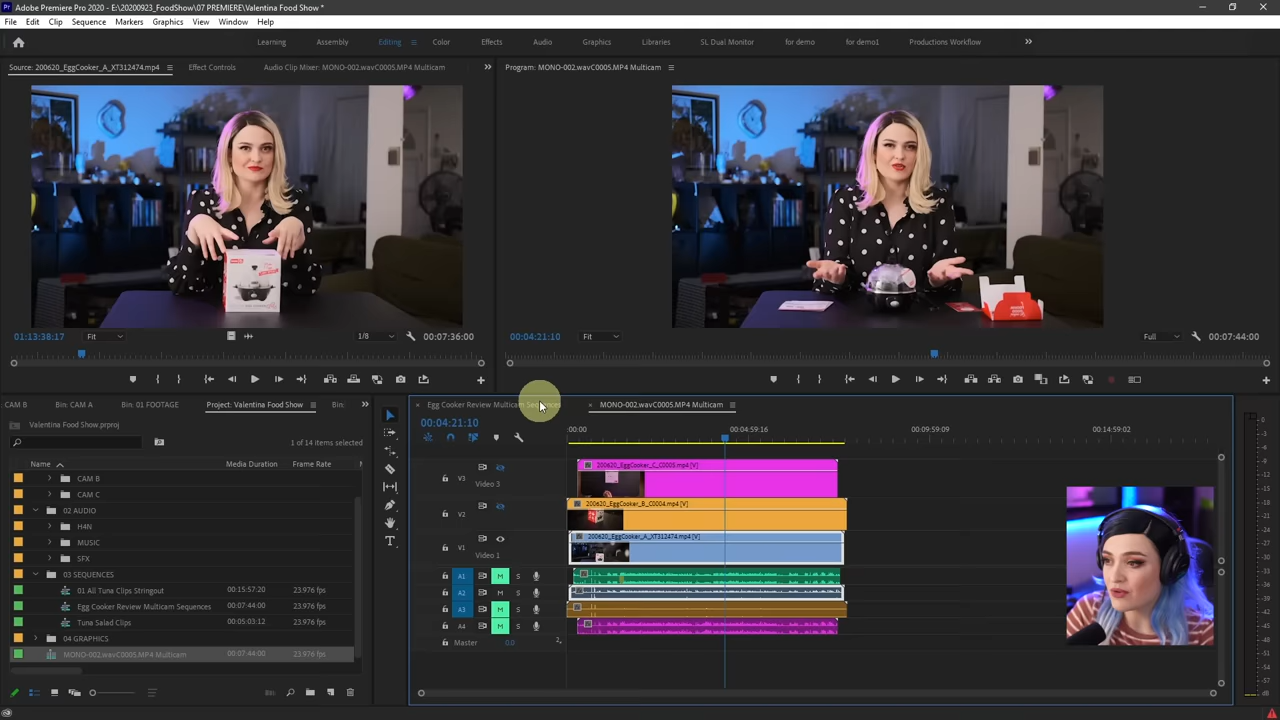 Pr Adobe Premiere Pro 2020 - E:\20200923_FoodShow\07 PREMIERE\Valentina Food Show *
File Edit Clip Sequence Markers Graphics View Window Help
Learning Assembly Editing Color Effects Audio Graphics Libraries SL Dual Monitor for demo for demo1 Productions Workflow
Source: 200620_EggCooker_A_XT312474.mp4 Effect Controls Audio Clip Mixer: MONO-002.wavC0005.MP4 Multicam
Program: MONO-002.wavC0005.MP4 Multicam
01:13:38:17 Fit 1/8 00:07:36:00
00:04:21:10 Fit Full 00:07:44:00
CAM B Bin: CAM A Bin: 01 FOOTAGE Project: Valentina Food Show Bin:
Valentina Food Show.prproj
1 of 14 items selected
Name Media Duration Frame Rate
CAM B
CAM C
02 AUDIO
H4N
MUSIC
SFX
03 SEQUENCES
01 All Tuna Clips Stringout 00:15:57:20 23.976 fps
Egg Cooker Review Multicam Sequences 00:07:44:00 23.976 fps
Tuna Salad Clips 00:05:03:12 23.976 fps
04 GRAPHICS
MONO-002.wavC0005.MP4 Multicam 00:07:44:00 23.976 fps
Egg Cooker Review Multicam Sequences MONO-002.wavC0005.MP4 Multicam
00:04:21:10
:00:00 00:04:59:16 00:09:59:09 00:14:59:02
V3 Video 3 200620_EggCooker_C_C0005.mp4 [V]
V2 200620_EggCooker_B_C0004.mp4 [V]
V1 Video 1 200620_EggCooker_A_XT312474.mp4 [V]
A1 M S
A2 M S
A3 M S
A4 M S
Master 0.0
0
-51
-54
-57
dB